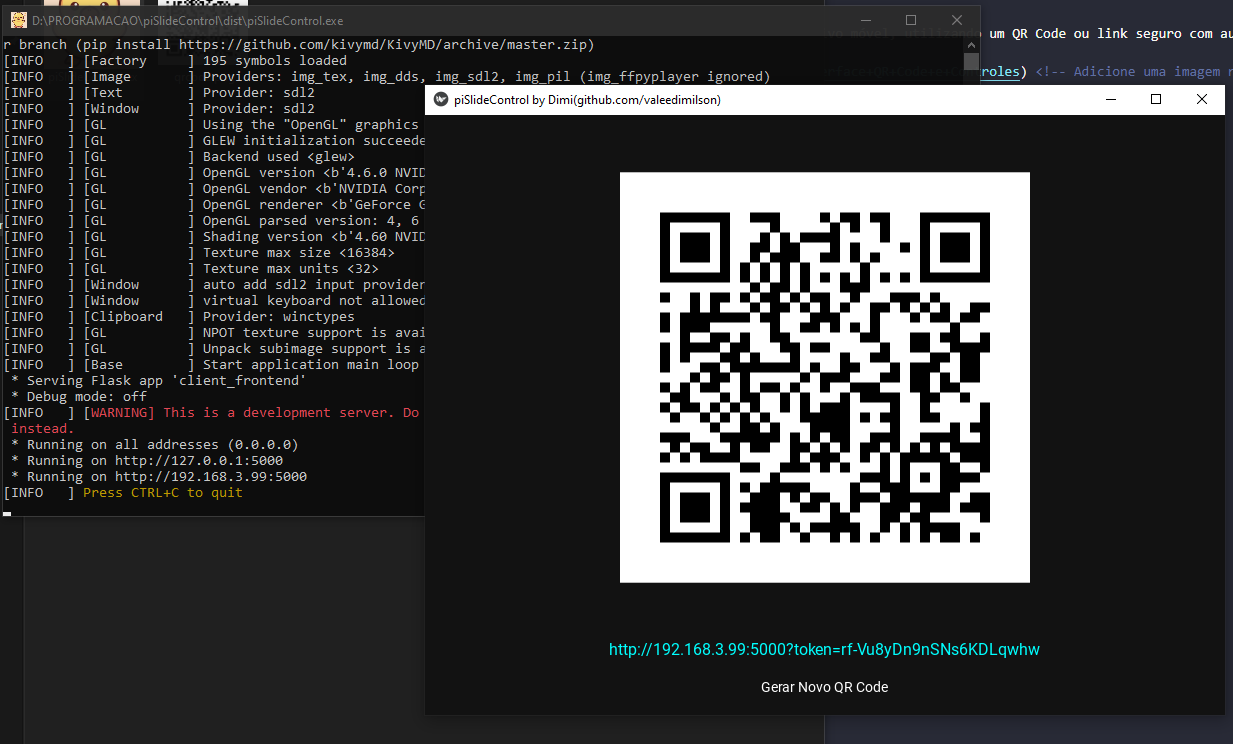 D:\PROGRAMACAO\piSlideControl\dist\piSlideControl.exe
r branch (pip install https://github.com/kivymd/KivyMD/archive/master.zip)
[INFO   ] [Factory     ] 195 symbols loaded
[INFO   ] [Image       ] Providers: img_tex, img_dds, img_sdl2, img_pil (img_ffpyplayer ignored)
[INFO   ] [Text        ] Provider: sdl2
[INFO   ] [Window      ] Provider: sdl2
[INFO   ] [GL          ] Using the "OpenGL" graphics
[INFO   ] [GL          ] GLEW initialization succeede
[INFO   ] [GL          ] Backend used <glew>
[INFO   ] [GL          ] OpenGL version <b'4.6.0 NVID
[INFO   ] [GL          ] OpenGL vendor <b'NVIDIA Corp
[INFO   ] [GL          ] OpenGL renderer <b'GeForce G
[INFO   ] [GL          ] OpenGL parsed version: 4, 6
[INFO   ] [GL          ] Shading version <b'4.60 NVID
[INFO   ] [GL          ] Texture max size <16384>
[INFO   ] [GL          ] Texture max units <32>
[INFO   ] [Window      ] auto add sdl2 input provider
[INFO   ] [Window      ] virtual keyboard not allowed
[INFO   ] [Clipboard   ] Provider: winctypes
[INFO   ] [GL          ] NPOT texture support is avai
[INFO   ] [GL          ] Unpack subimage support is a
[INFO   ] [Base        ] Start application main loop
* Serving Flask app 'client_frontend'
* Debug mode: off
[INFO   ] [WARNING] This is a development server. Do
instead.
* Running on all addresses (0.0.0.0)
* Running on http://127.0.0.1:5000
* Running on http://192.168.3.99:5000
[INFO   ] Press CTRL+C to quit
um QR Code ou link seguro com au
roles) <!-- Adicione uma imagem r
piSlideControl by Dimi(github.com/valeedimilson)
http://192.168.3.99:5000?token=rf-Vu8yDn9nSNs6KDLqwhw
Gerar Novo QR Code